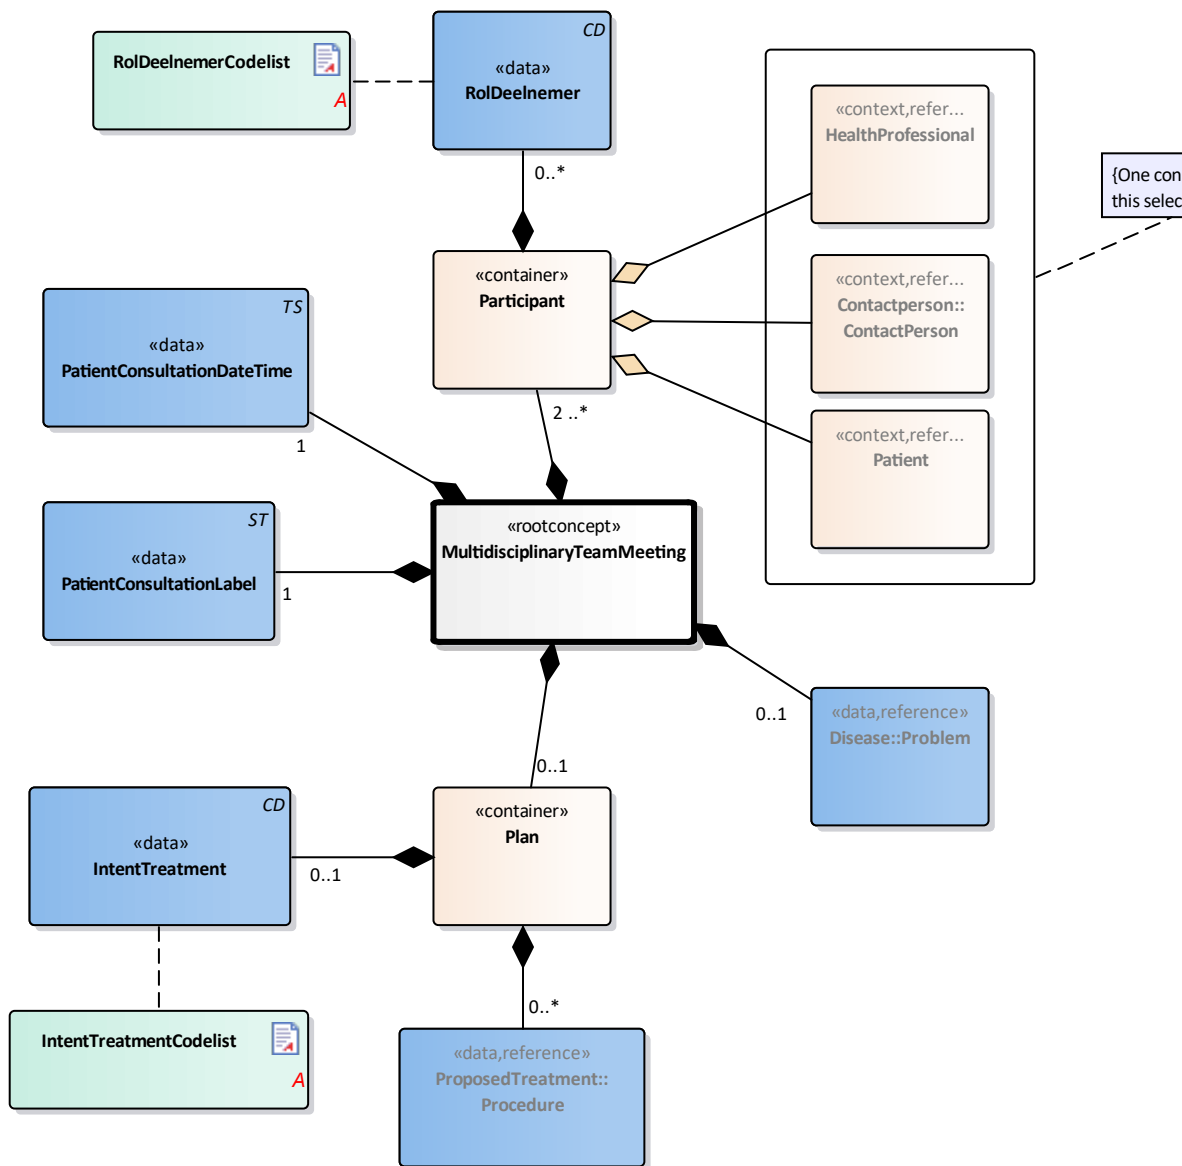 CD
«data»
RolDeelnemer
RolDeelnemerCodelist
A
0..*
«context,refer...
HealthProfessional
{One con
this selec
«container»
Participant
«context,refer...
Contactperson::
ContactPerson
TS
«data»
PatientConsultationDateTime
2 ..*
1
«context,refer...
Patient
ST
«data»
PatientConsultationLabel
1
«rootconcept»
MultidisciplinaryTeamMeeting
0..1
«data,reference»
Disease::Problem
0..1
CD
«data»
IntentTreatment
0..1
«container»
Plan
0..*
IntentTreatmentCodelist
A
«data,reference»
ProposedTreatment::
Procedure